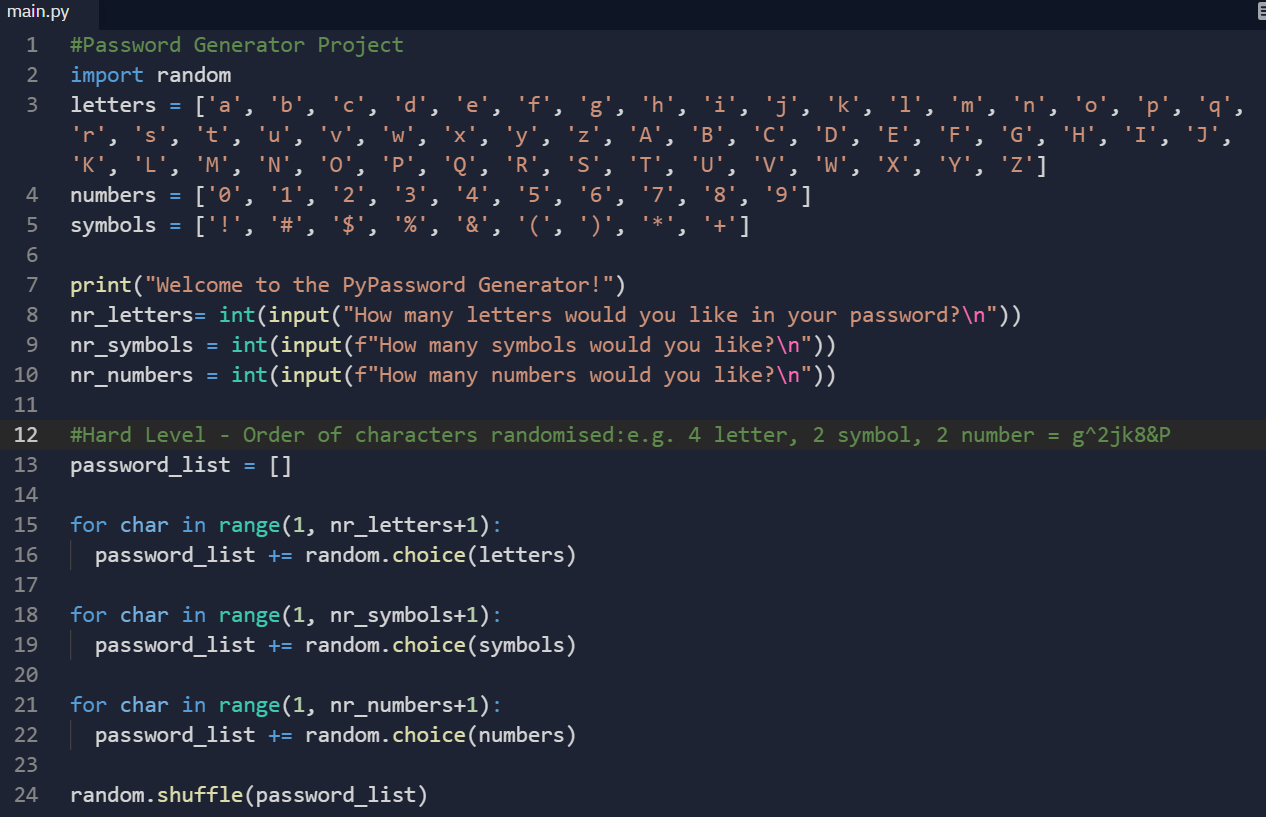 main.py
1 #Password Generator Project
2 import random
3 letters = ['a', 'b', 'c', 'd', 'e', 'f', 'g', 'h', 'i', 'j', 'k', 'l', 'm', 'n', 'o', 'p', 'q',
'r', 's', 't', 'u', 'v', 'w', 'x', 'y', 'z', 'A', 'B', 'C', 'D', 'E', 'F', 'G', 'H', 'I', 'J',
'K', 'L', 'M', 'N', 'O', 'P', 'Q', 'R', 'S', 'T', 'U', 'V', 'W', 'X', 'Y', 'Z']
4 numbers = ['0', '1', '2', '3', '4', '5', '6', '7', '8', '9']
5 symbols = ['!', '#', '$', '%', '&', '(', ')', '*', '+']
6
7 print("Welcome to the PyPassword Generator!")
8 nr_letters= int(input("How many letters would you like in your password?\n"))
9 nr_symbols = int(input(f"How many symbols would you like?\n"))
10 nr_numbers = int(input(f"How many numbers would you like?\n"))
11
12 #Hard Level - Order of characters randomised:e.g. 4 letter, 2 symbol, 2 number = g^2jk8&P
13 password_list = []
14
15 for char in range(1, nr_letters+1):
16   password_list += random.choice(letters)
17
18 for char in range(1, nr_symbols+1):
19   password_list += random.choice(symbols)
20
21 for char in range(1, nr_numbers+1):
22   password_list += random.choice(numbers)
23
24 random.shuffle(password_list)